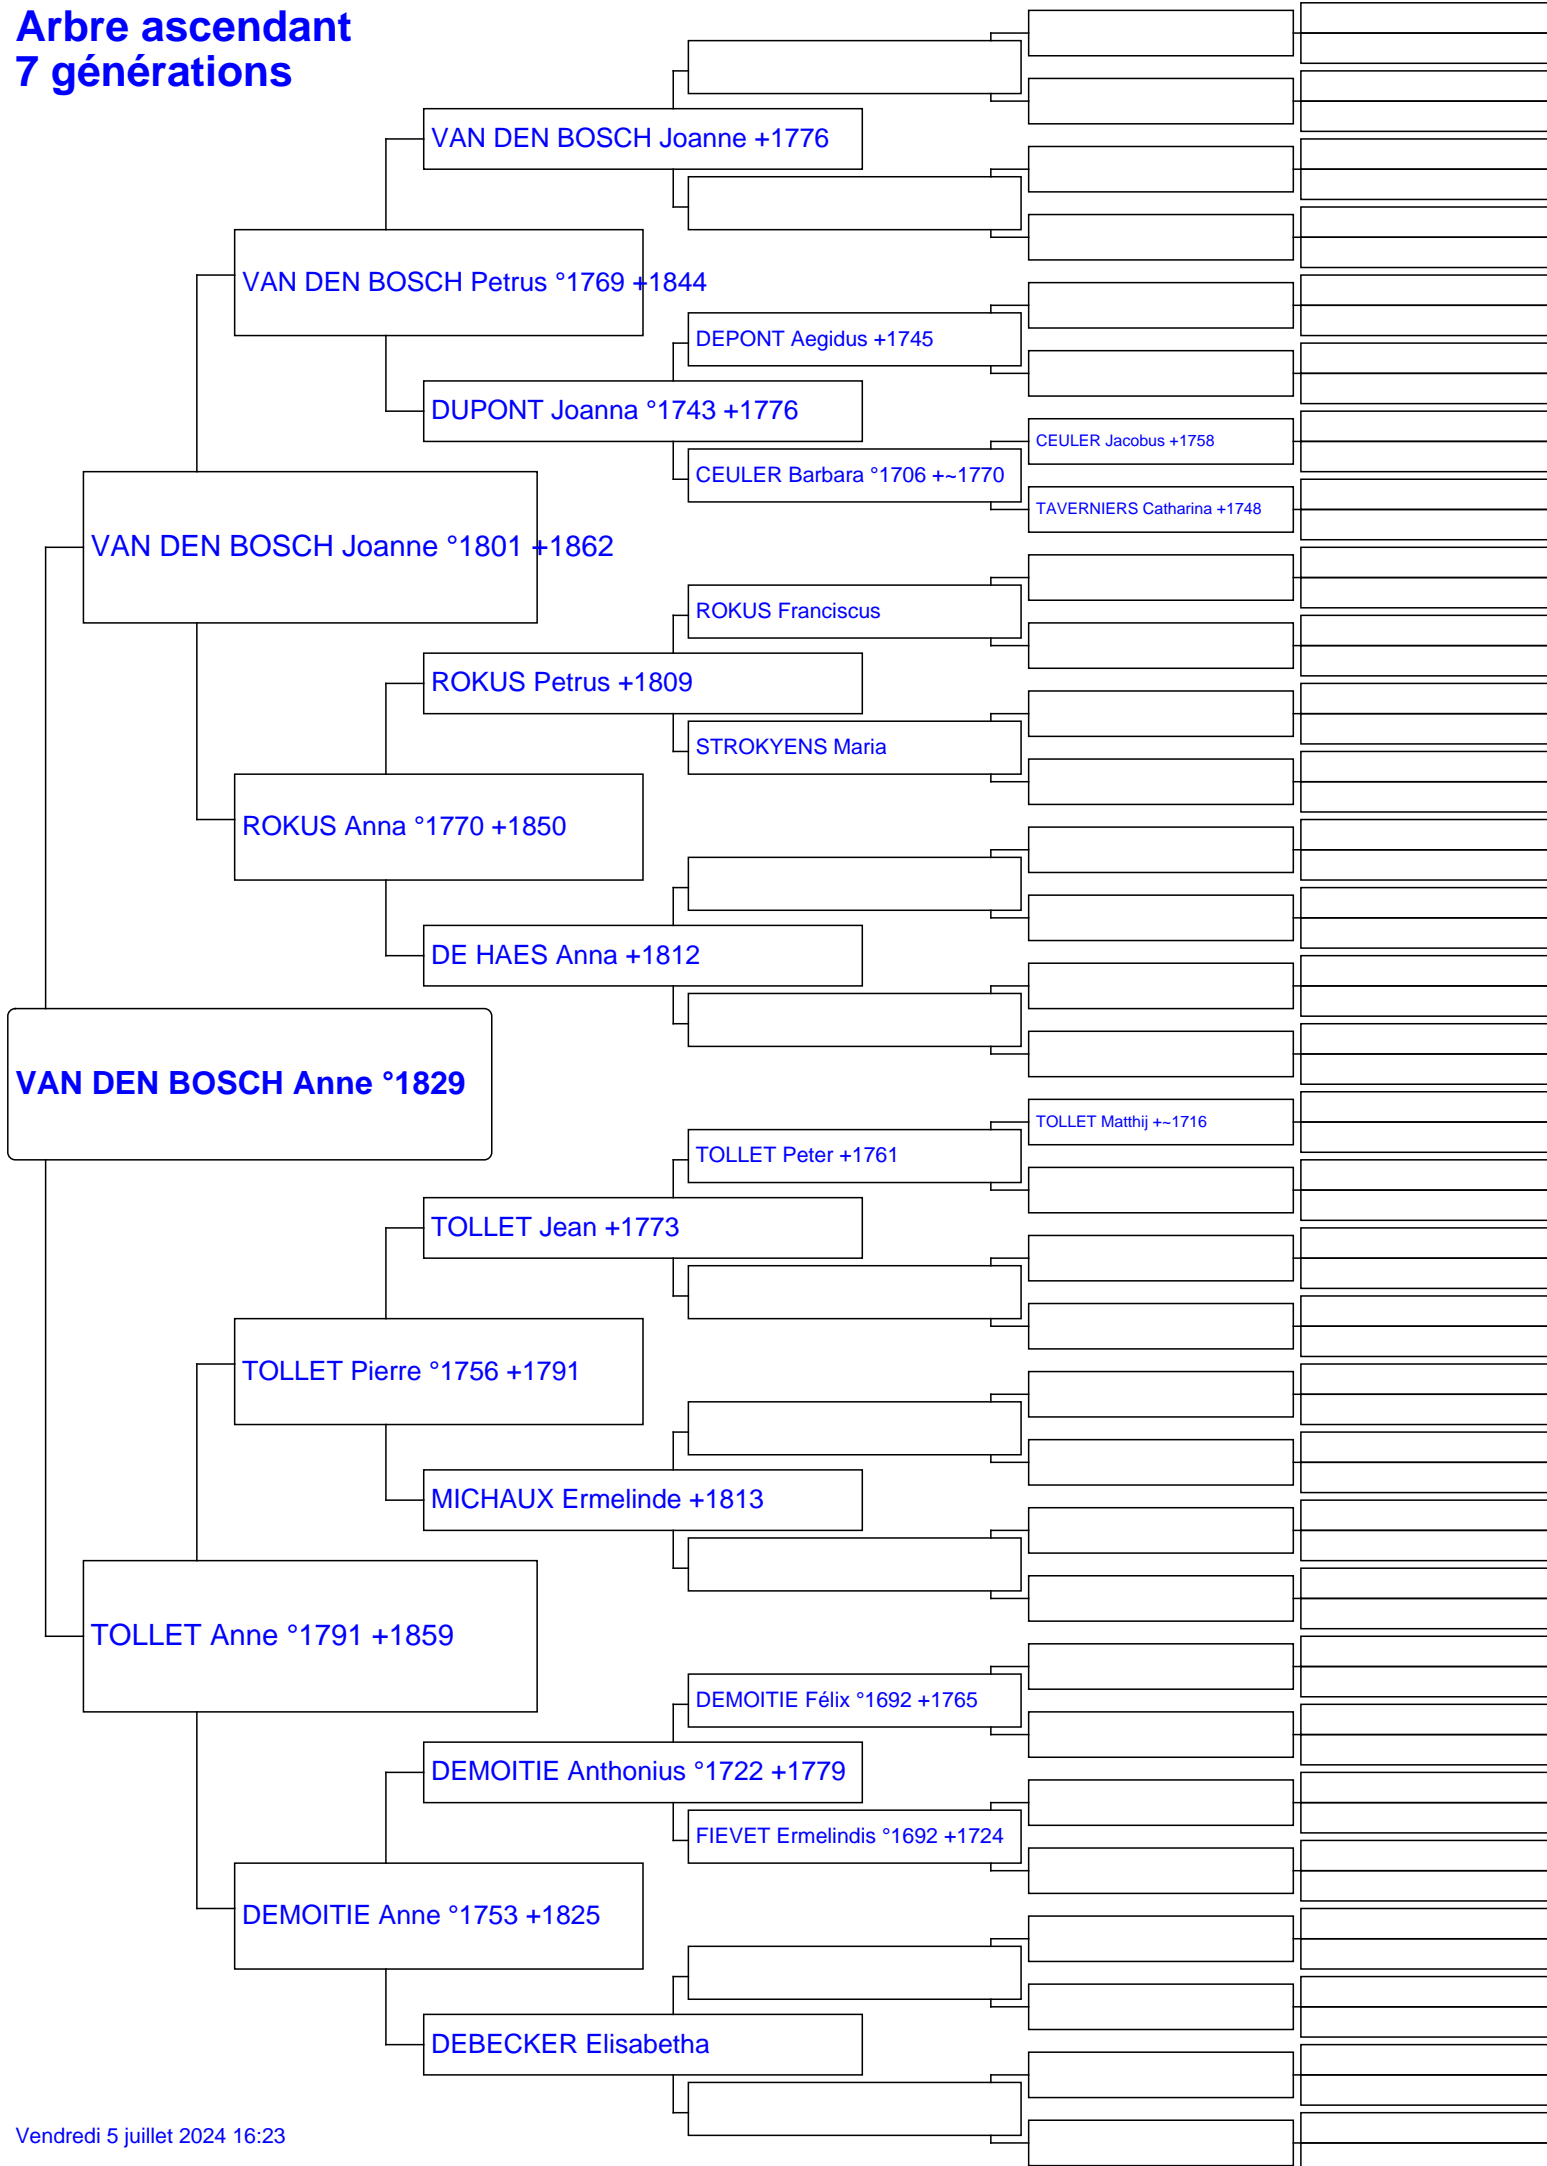 Arbre ascendant
7 générations
VAN DEN BOSCH Joanne +1776
VAN DEN BOSCH Petrus °1769 +1844
DEPONT Aegidus +1745
DUPONT Joanna °1743 +1776
CEULER Jacobus +1758
CEULER Barbara °1706 +~1770
TAVERNIERS Catharina +1748
VAN DEN BOSCH Joanne °1801 +1862
ROKUS Franciscus
ROKUS Petrus +1809
STROKYENS Maria
ROKUS Anna °1770 +1850
DE HAES Anna +1812
VAN DEN BOSCH Anne °1829
TOLLET Matthij +~1716
TOLLET Peter +1761
TOLLET Jean +1773
TOLLET Pierre °1756 +1791
MICHAUX Ermelinde +1813
TOLLET Anne °1791 +1859
DEMOITIE Félix °1692 +1765
DEMOITIE Anthonius °1722 +1779
FIEVET Ermelindis °1692 +1724
DEMOITIE Anne °1753 +1825
DEBECKER Elisabetha
Vendredi 5 juillet 2024 16:23